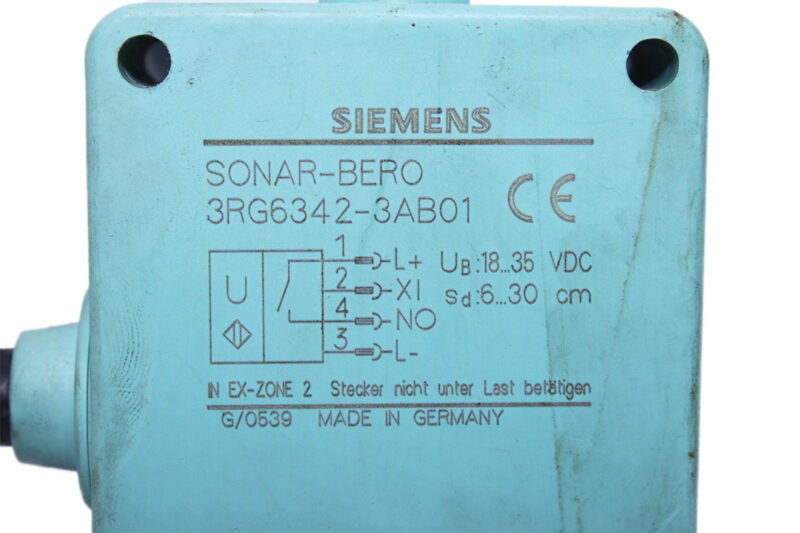 SIEMENS
SONAR-BERO
3RG6342-3AB01 CE
1 L+ UB:18...35 VDC
2 XI sd:6...30 cm
U 4 NO
3 L-
IN EX-ZONE 2 Stecker nicht unter Last betätigen
G/0539 MADE IN GERMANY